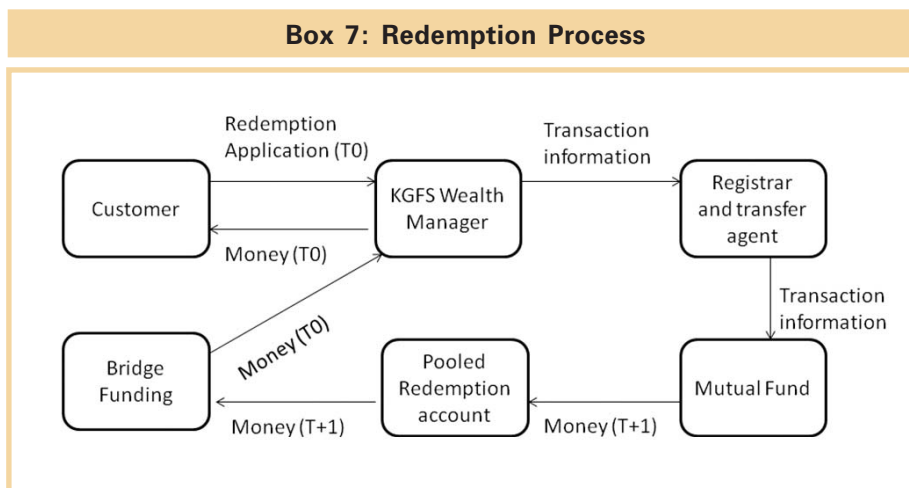 Box 7: Redemption Process
Redemption
Application (T0)
Transaction
information
Customer
KGFS Wealth
Manager
Registrar
and transfer
agent
Money (T0)
Transaction
information
Money (T0)
Bridge
Funding
Pooled
Redemption
account
Mutual Fund
Money (T+1)
Money (T+1)